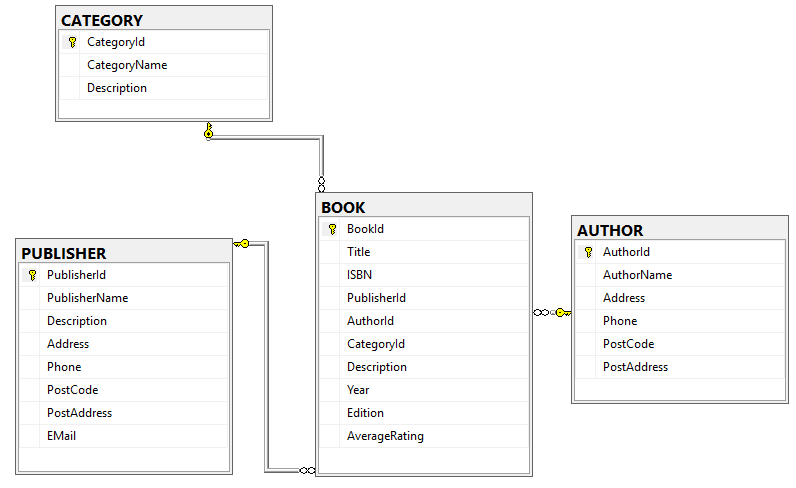 CATEGORY
CategoryId
CategoryName
Description
PUBLISHER
PublisherId
PublisherName
Description
Address
Phone
PostCode
PostAddress
EMail
BOOK
BookId
Title
ISBN
PublisherId
AuthorId
CategoryId
Description
Year
Edition
AverageRating
AUTHOR
AuthorId
AuthorName
Address
Phone
PostCode
PostAddress